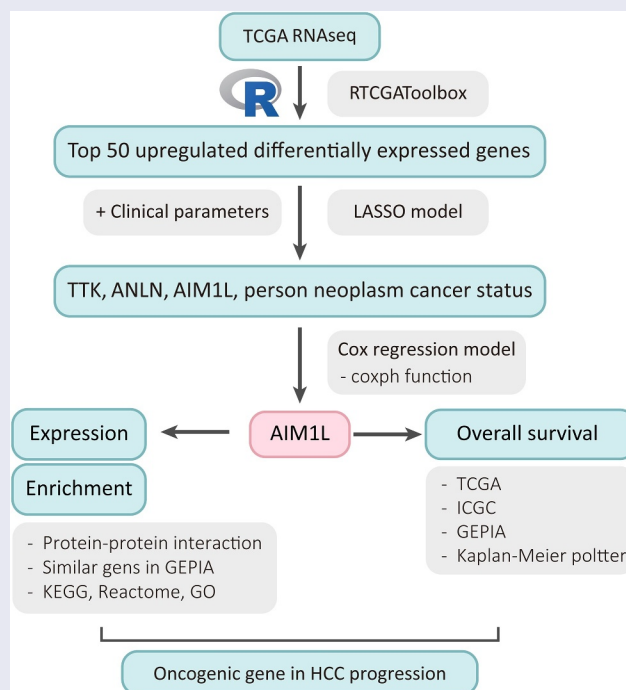 TCGA RNAseq
R
RTCGAToolbox
Top 50 upregulated differentially expressed genes
+ Clinical parameters
LASSO model
TTK, ANLN, AIM1L, person neoplasm cancer status
Cox regression model
- coxph function
Expression
AIM1L
Overall survival
Enrichment
- TCGA
- ICGC
- GEPIA
- Kaplan-Meier poltter
- Protein-protein interaction
- Similar gens in GEPIA
- KEGG, Reactome, GO
Oncogenic gene in HCC progression